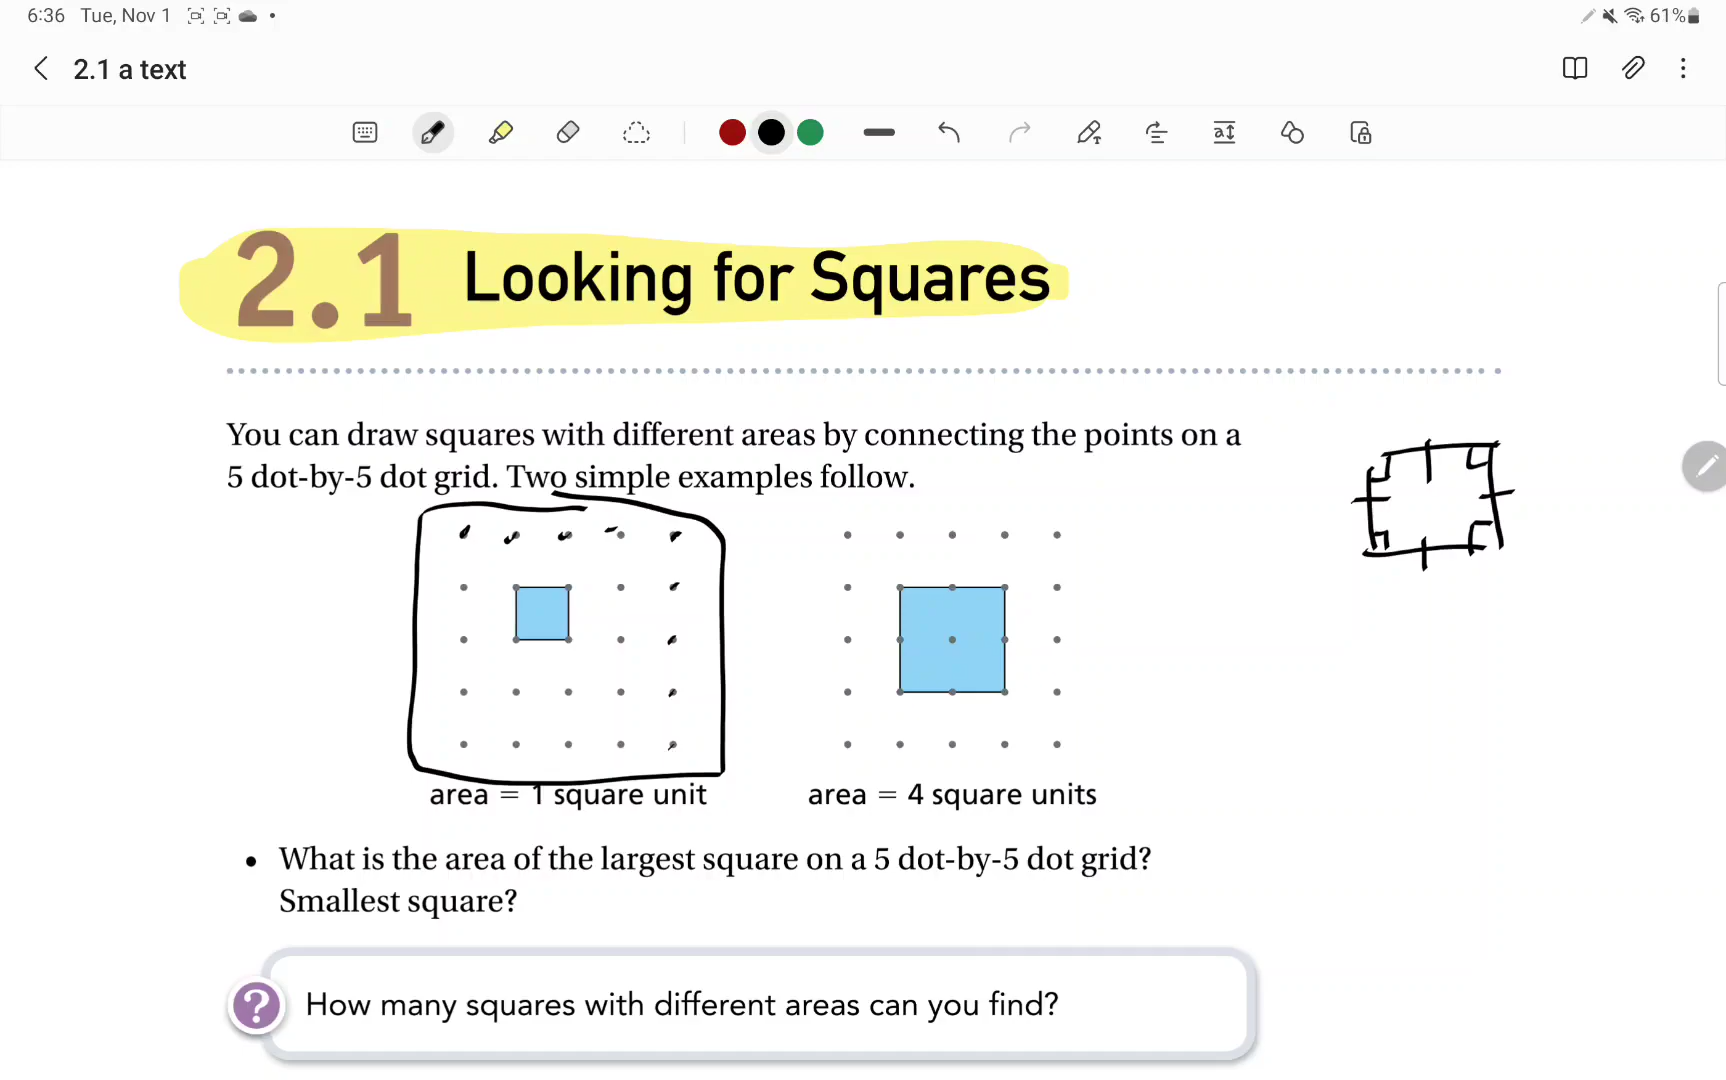 6:36 Tue, Nov 1 61%
2.1 a text
2.1 Looking for Squares
You can draw squares with different areas by connecting the points on a
5 dot-by-5 dot grid. Two simple examples follow.
area = 1 square unit
area = 4 square units
• What is the area of the largest square on a 5 dot-by-5 dot grid?
Smallest square?
? How many squares with different areas can you find?